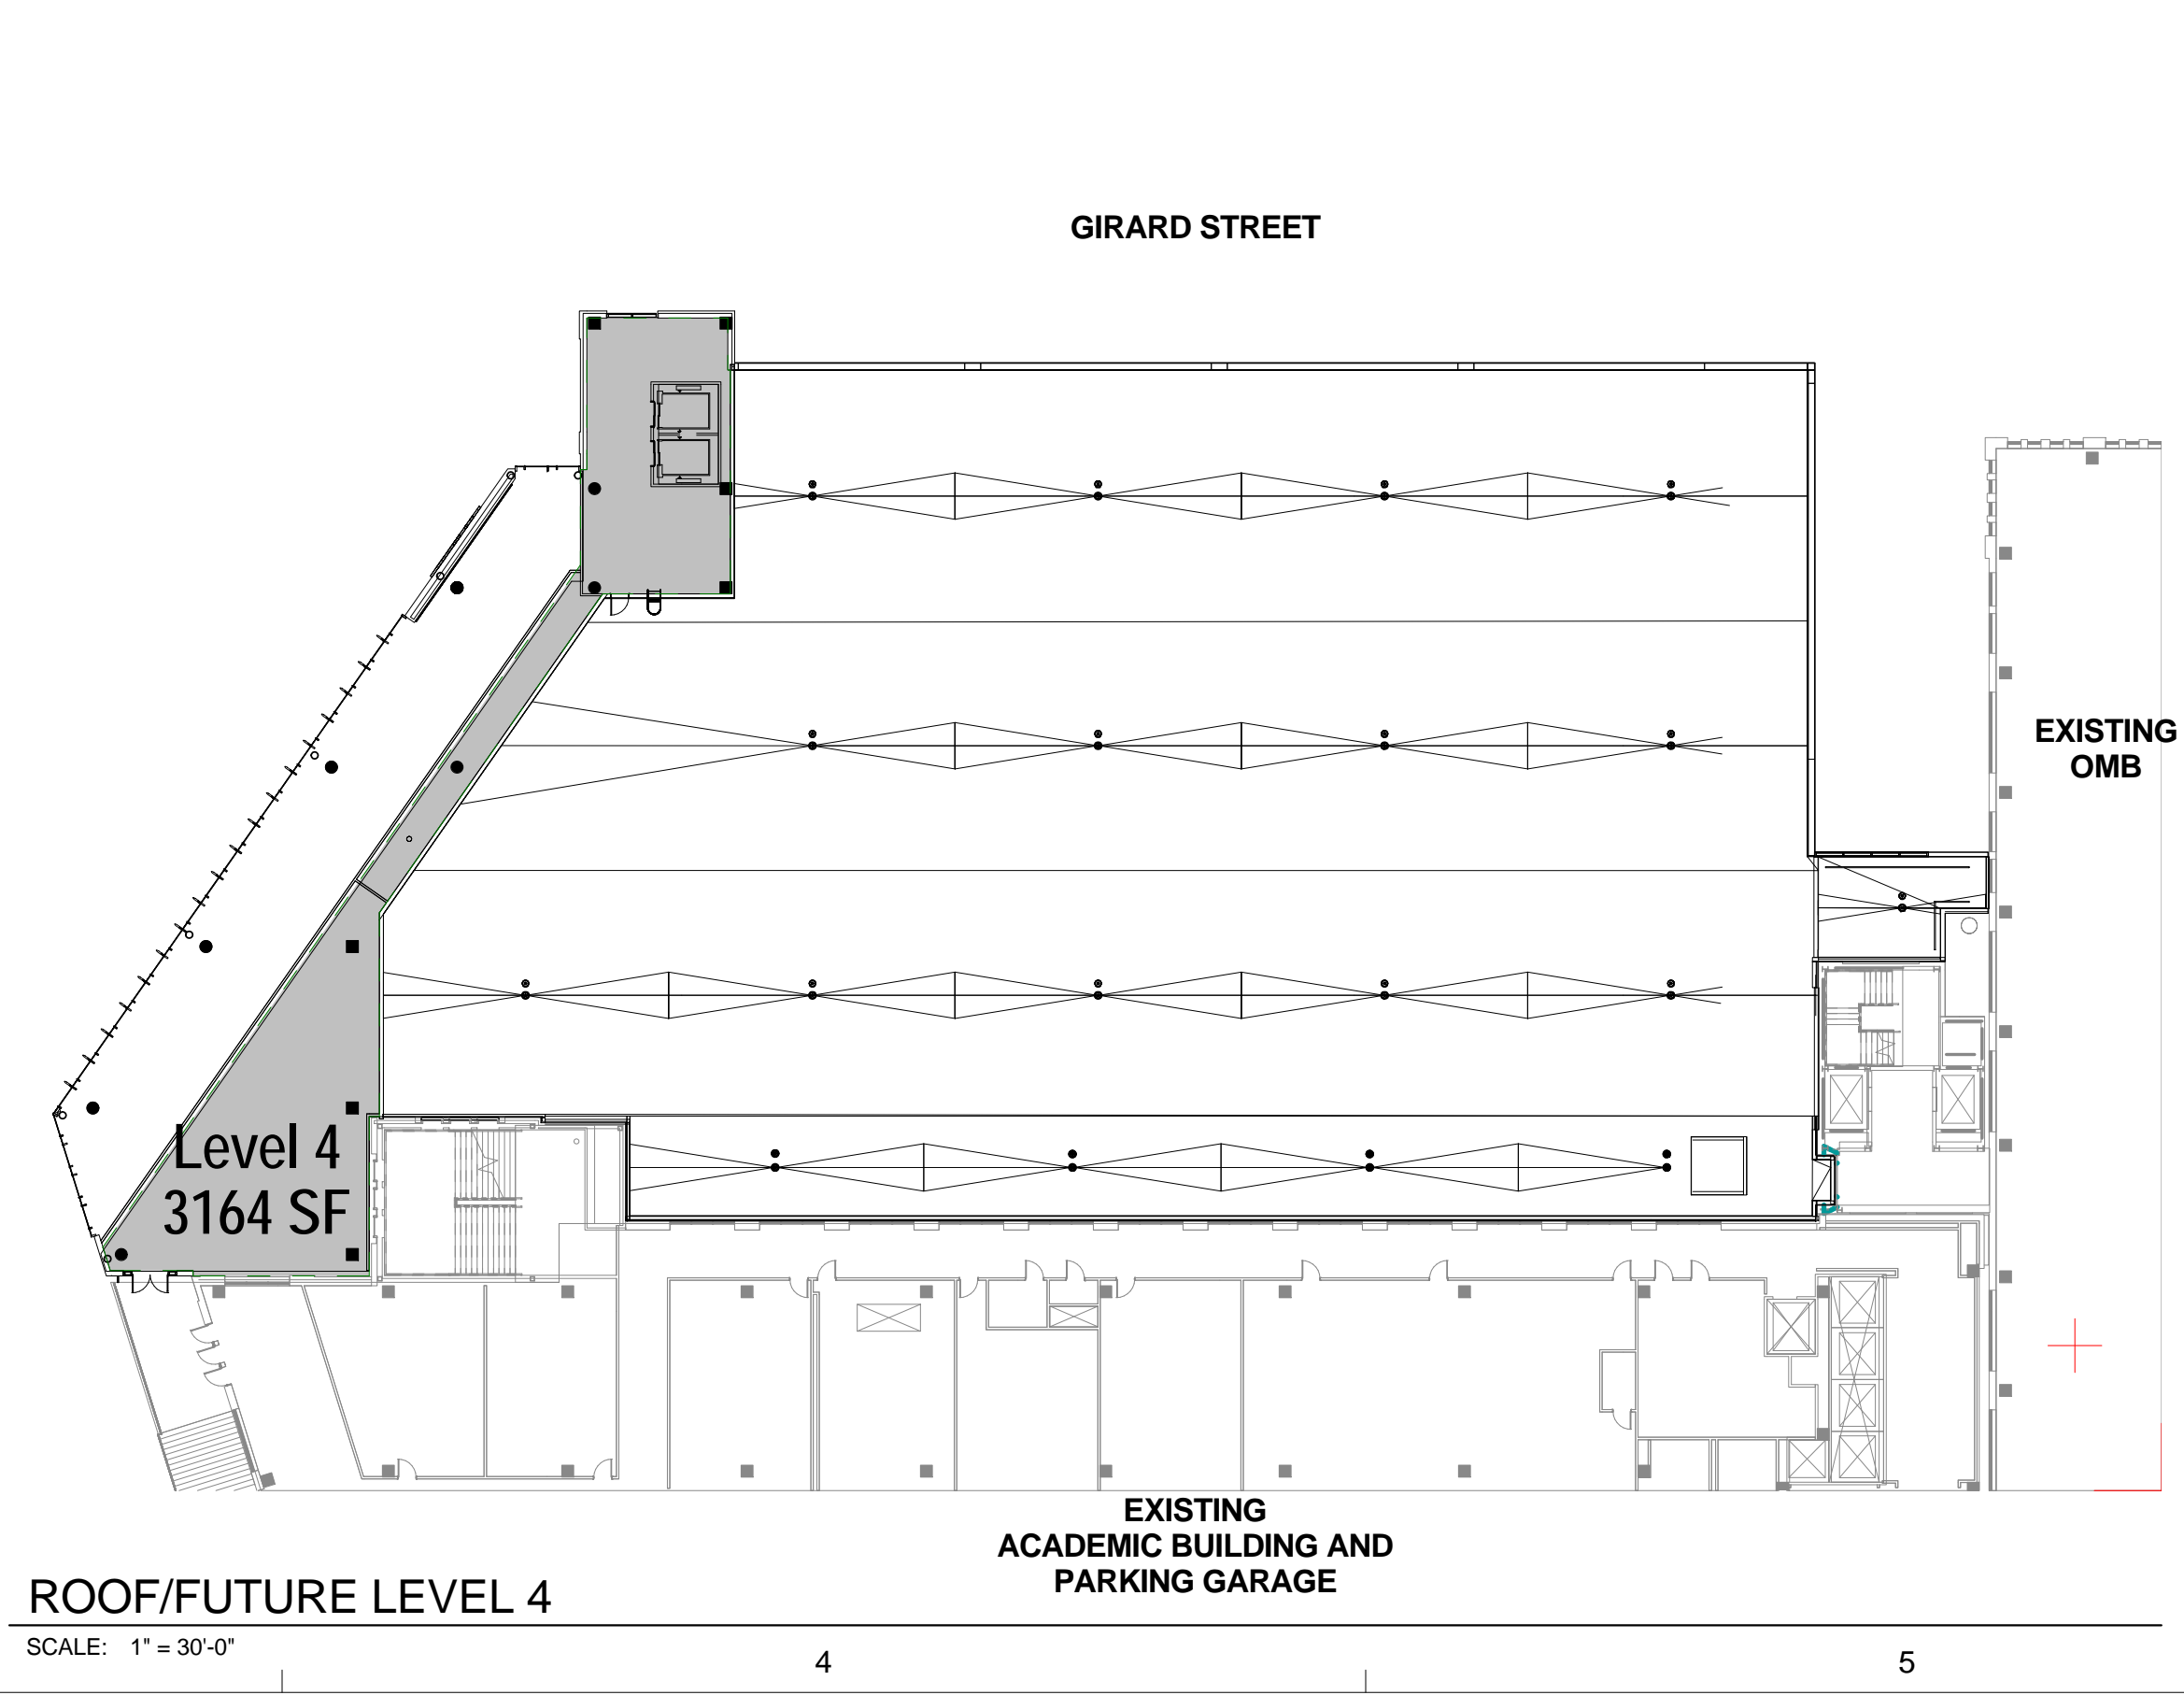 GIRARD STREET
EXISTING
OMB
Level 4
3164 SF
EXISTING
ACADEMIC BUILDING AND
PARKING GARAGE
ROOF/FUTURE LEVEL 4
SCALE: 1" = 30'-0"
4
5